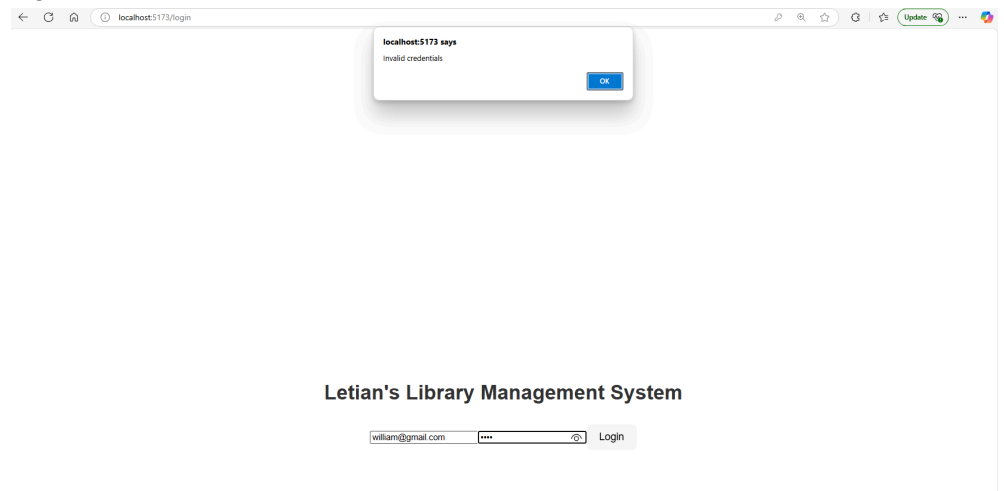 localhost:5173/login
Update
localhost:5173 says
Invalid credentials
OK
Letian's Library Management System
william@gmail.com •••• Login